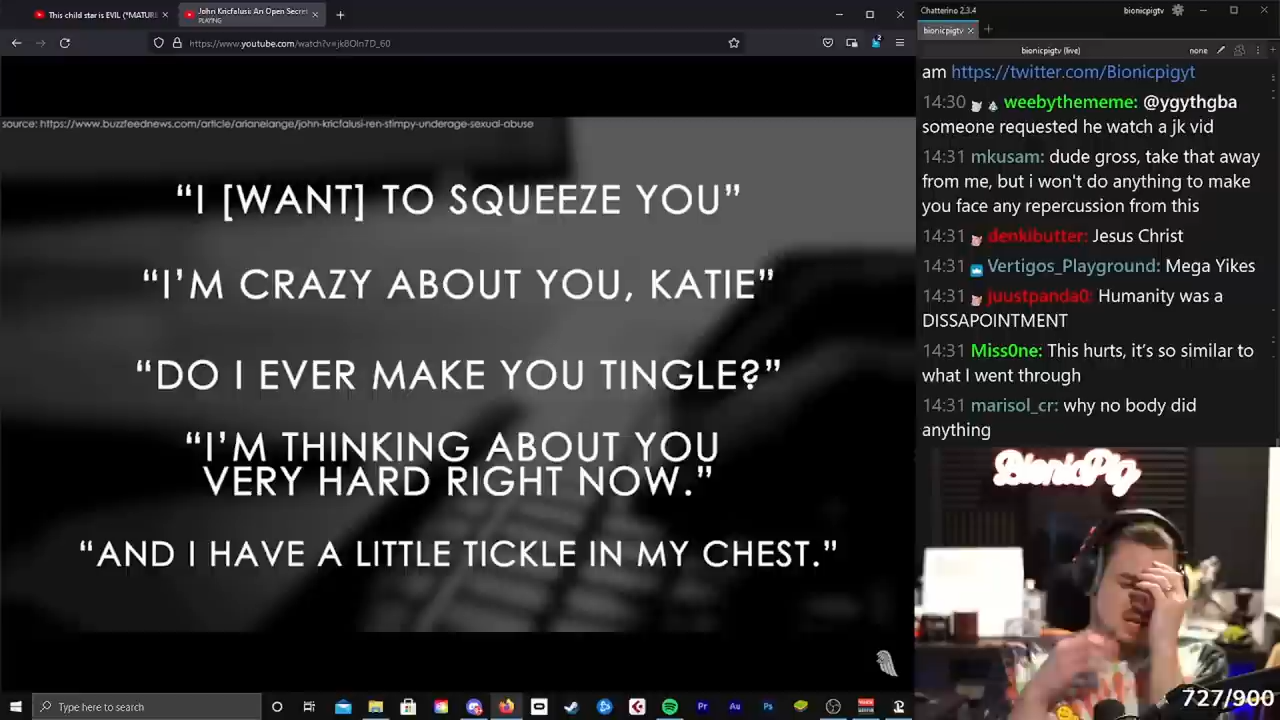 This child star is EVIL (*MATURE
John Kricfalusi: An Open Secret
PLAYING
https://www.youtube.com/watch?v=jk8OIn7D_60
source: https://www.buzzfeednews.com/article/arianelange/john-kricfalusi-ren-stimpy-underage-sexual-abuse
“I [WANT] TO SQUEEZE YOU”
“I’M CRAZY ABOUT YOU, KATIE”
“DO I EVER MAKE YOU TINGLE?”
“I’M THINKING ABOUT YOU
VERY HARD RIGHT NOW.”
“AND I HAVE A LITTLE TICKLE IN MY CHEST.”
Type here to search
Chatterino 2.3.4
bionicpigtv
bionicpigtv
bionicpigtv (live)
none
am https://twitter.com/Bionicpigyt
14:30 weebythememe: @ygythgba
someone requested he watch a jk vid
14:31 mkusam: dude gross, take that away
from me, but i won't do anything to make
you face any repercussion from this
14:31 denkibutter: Jesus Christ
14:31 Vertigos_Playground: Mega Yikes
14:31 juustpanda0: Humanity was a
DISSAPOINTMENT
14:31 Miss0ne: This hurts, it’s so similar to
what I went through
14:31 marisol_cr: why no body did
anything
BionicPig
727/900